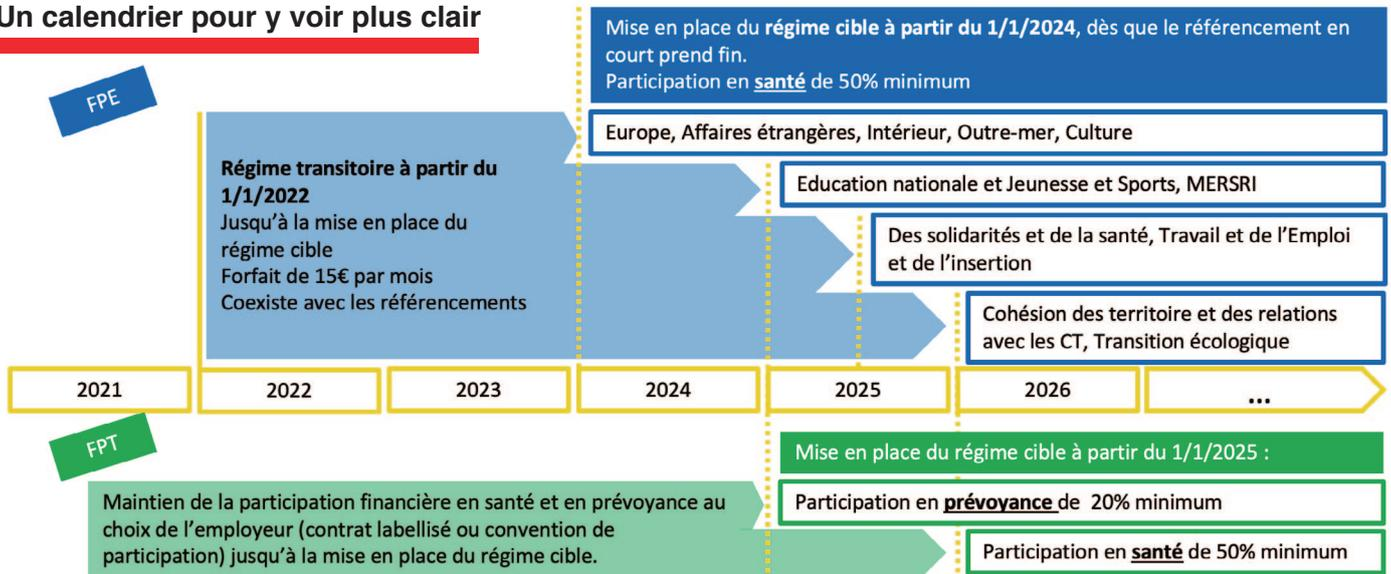 Un calendrier pour y voir plus clair
Mise en place du régime cible à partir du 1/1/2024, dès que le référencement en
court prend fin.
Participation en santé de 50% minimum
FPE
Europe, Affaires étrangères, Intérieur, Outre-mer, Culture
Régime transitoire à partir du
1/1/2022
Jusqu'à la mise en place du
régime cible
Forfait de 15€ par mois
Coexiste avec les référencements
Education nationale et Jeunesse et Sports, MERSRI
Des solidarités et de la santé, Travail et de l'Emploi
et de l'insertion
Cohésion des territoire et des relations
avec les CT, Transition écologique
2021 2022 2023 2024 2025 2026 ...
FPT
Mise en place du régime cible à partir du 1/1/2025 :
Maintien de la participation financière en santé et en prévoyance au
choix de l'employeur (contrat labellisé ou convention de
participation) jusqu'à la mise en place du régime cible.
Participation en prévoyance de 20% minimum
Participation en santé de 50% minimum